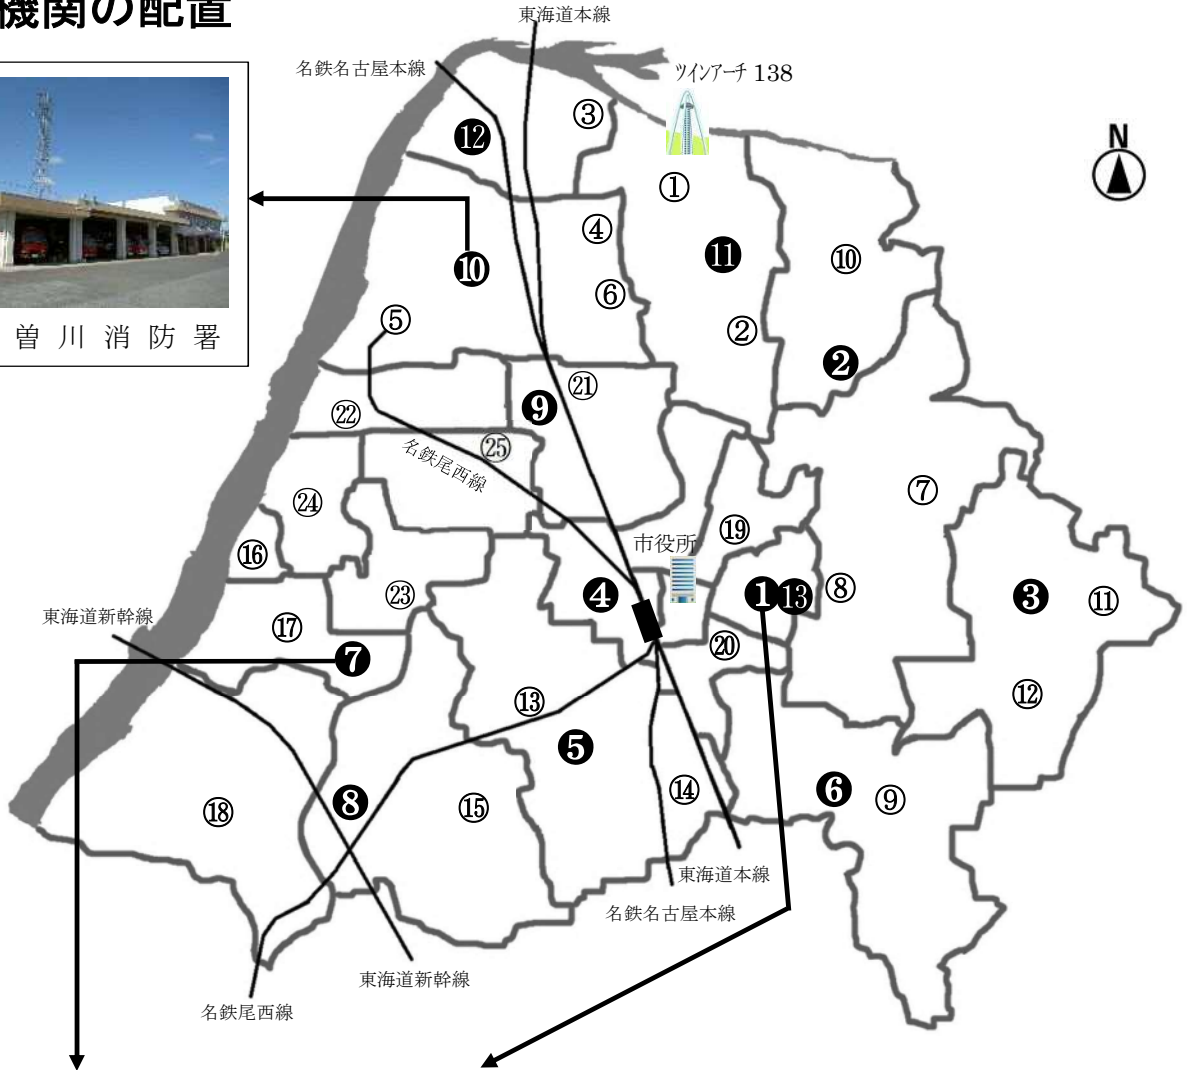 機関の配置
東海道本線
名鉄名古屋本線
ツインアーチ 138
N
③
⓬
①
④
⓫
⑩
❿
⑥
⑤
②
❷
曽川消防署
㉑
❾
㉒
㉕
名鉄尾西線
⑦
㉔
⑲
市役所
⑯
❹
❶
⓭
⑧
❸
⑪
㉓
東海道新幹線
⑰
⑳
❼
⑬
⑫
❺
⑭
❻
⑨
❽
⑮
⑱
東海道本線
名鉄名古屋本線
東海道新幹線
名鉄尾西線